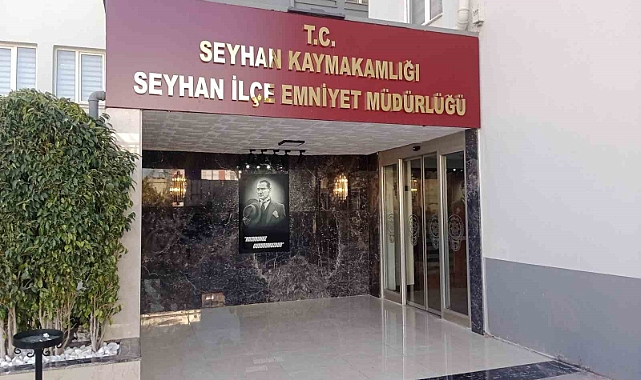 T.C.
SEYHAN KAYMAKAMLIĞI
SEYHAN İLÇE EMNİYET MÜDÜRLÜĞÜ